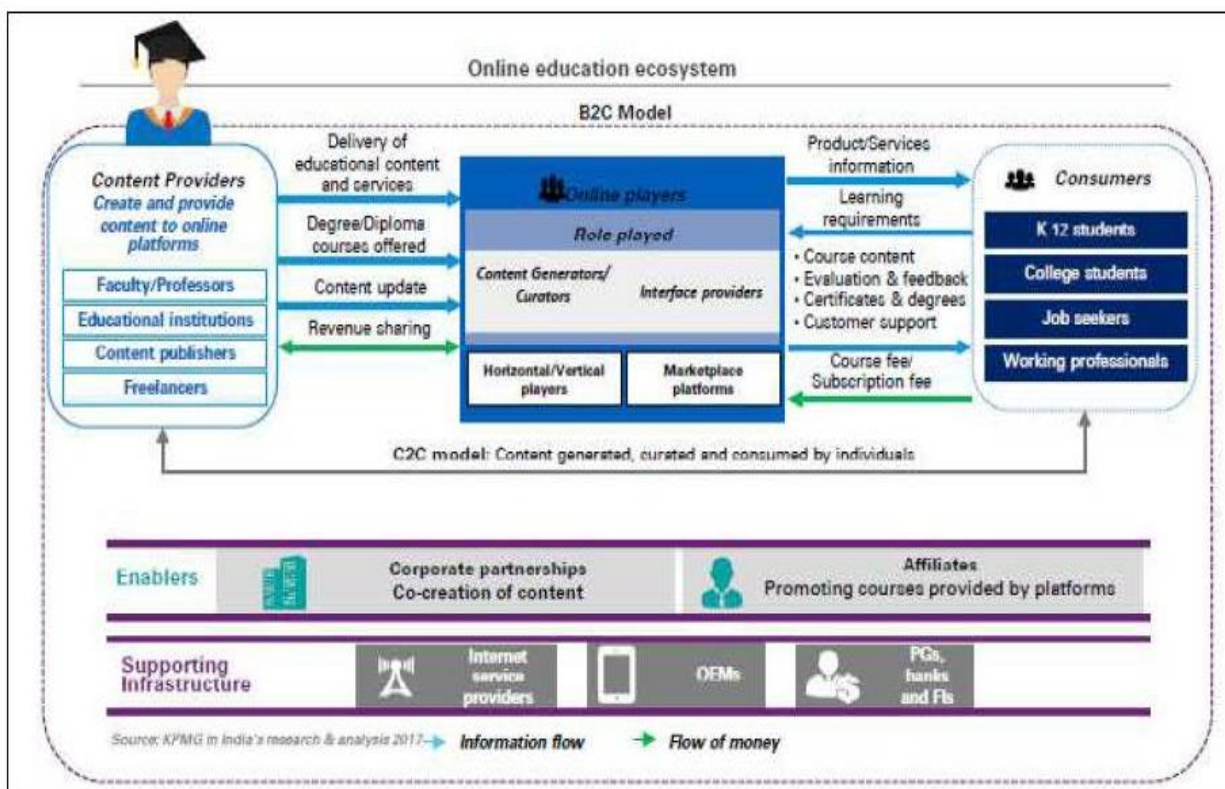 Online education ecosystem
B2C Model
Content Providers
Create and provide
content to online
platforms
Faculty/Professors
Educational institutions
Content publishers
Freelancers
Delivery of
educational content
and services
Degree/Diploma
courses offered
Content update
Revenue sharing
Online players
Role played
Content Generators/
Curators
Interface providers
Horizontal/Vertical
players
Marketplace
platforms
Product/Services
information
Learning
requirements
• Course content
• Evaluation & feedback
• Certificates & degrees
• Customer support
Course fee/
Subscription fee
Consumers
K 12 students
College students
Job seekers
Working professionals
C2C model: Content generated, curated and consumed by individuals
Enablers
Corporate partnerships
Co-creation of content
Affiliates
Promoting courses provided by platforms
Supporting
Infrastructure
Internet
service
providers
OEMs
PGs,
banks
and FIs
Source: KPMG in India's research & analysis 2017
Information flow
Flow of money